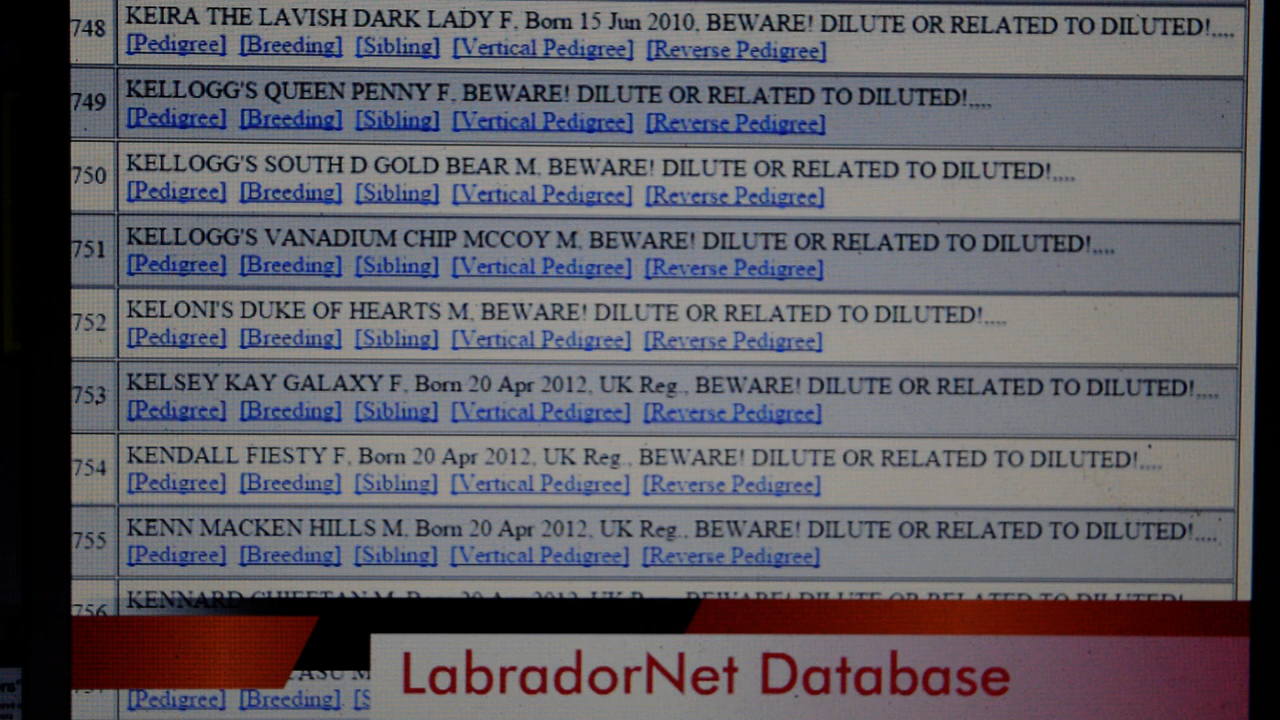 748
KEIRA THE LAVISH DARK LADY F, Born 15 Jun 2010, BEWARE! DILUTE OR RELATED TO DILUTED!,...
[Pedigree] [Breeding] [Sibling] [Vertical Pedigree] [Reverse Pedigree]
749
KELLOGG'S QUEEN PENNY F, BEWARE! DILUTE OR RELATED TO DILUTED!,...
[Pedigree] [Breeding] [Sibling] [Vertical Pedigree] [Reverse Pedigree]
750
KELLOGG'S SOUTH D GOLD BEAR M, BEWARE! DILUTE OR RELATED TO DILUTED!,...
[Pedigree] [Breeding] [Sibling] [Vertical Pedigree] [Reverse Pedigree]
751
KELLOGG'S VANADIUM CHIP MCCOY M, BEWARE! DILUTE OR RELATED TO DILUTED!,...
[Pedigree] [Breeding] [Sibling] [Vertical Pedigree] [Reverse Pedigree]
752
KELONI'S DUKE OF HEARTS M, BEWARE! DILUTE OR RELATED TO DILUTED!,...
[Pedigree] [Breeding] [Sibling] [Vertical Pedigree] [Reverse Pedigree]
753
KELSEY KAY GALAXY F, Born 20 Apr 2012, UK Reg., BEWARE! DILUTE OR RELATED TO DILUTED!,...
[Pedigree] [Breeding] [Sibling] [Vertical Pedigree] [Reverse Pedigree]
754
KENDALL FIESTY F, Born 20 Apr 2012, UK Reg., BEWARE! DILUTE OR RELATED TO DILUTED!,...
[Pedigree] [Breeding] [Sibling] [Vertical Pedigree] [Reverse Pedigree]
755
KENN MACKEN HILLS M, Born 20 Apr 2012, UK Reg., BEWARE! DILUTE OR RELATED TO DILUTED!,...
[Pedigree] [Breeding] [Sibling] [Vertical Pedigree] [Reverse Pedigree]
756
KENNARD BEWARE! DILUTE OR RELATED TO DILUTED!
LabradorNet Database
[Pedigree] [Breeding] [S